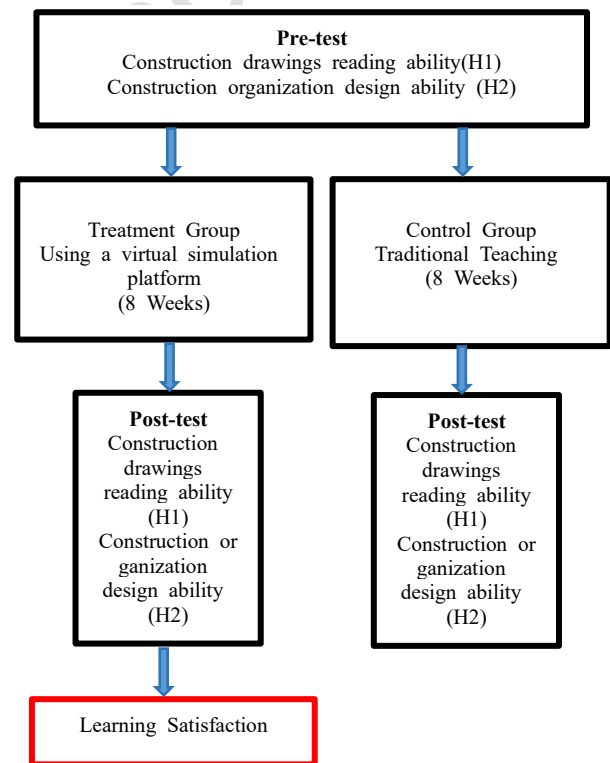 Pre-test
Construction drawings reading ability(H1)
Construction organization design ability (H2)
Treatment Group
Using a virtual simulation
platform
(8 Weeks)
Control Group
Traditional Teaching
(8 Weeks)
Post-test
Construction
drawings
reading ability
(H1)
Construction or
ganization
design ability
(H2)
Post-test
Construction
drawings
reading ability
(H1)
Construction or
ganization
design ability
(H2)
Learning Satisfaction